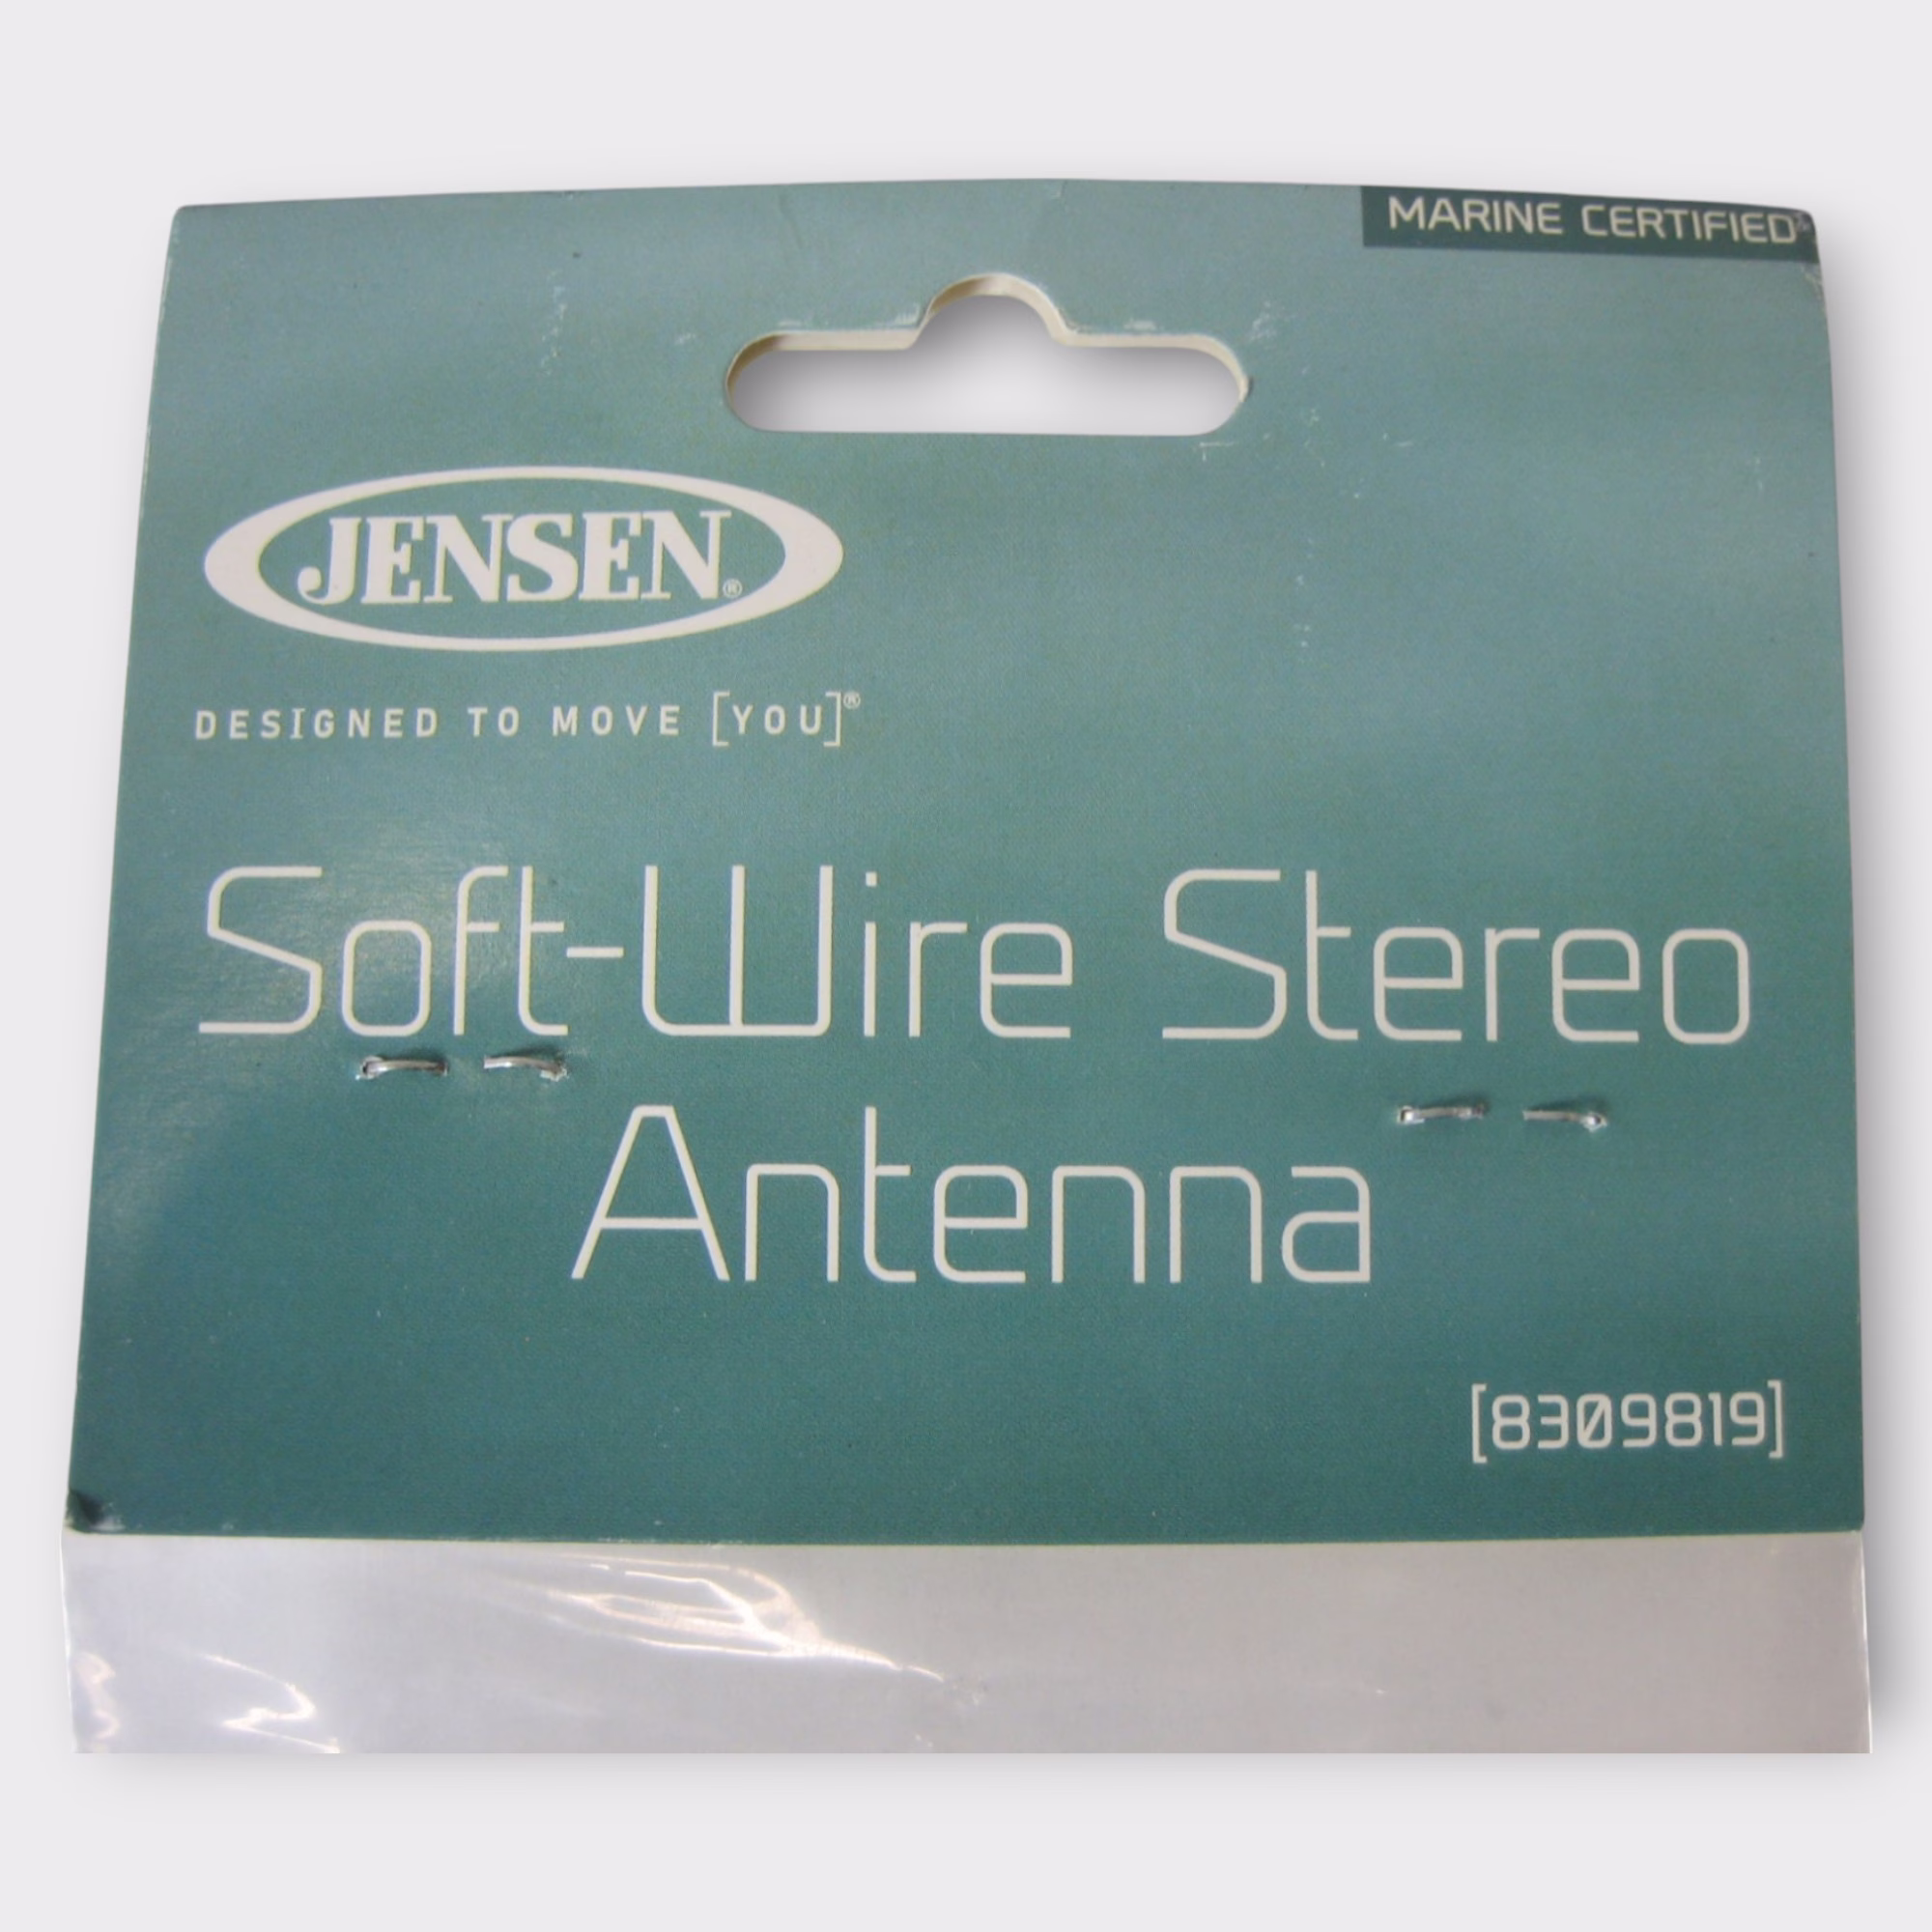 MARINE CERTIFIED®
JENSEN®
DESIGNED TO MOVE [YOU]®
Soft-Wire Stereo
Antenna
[8309819]